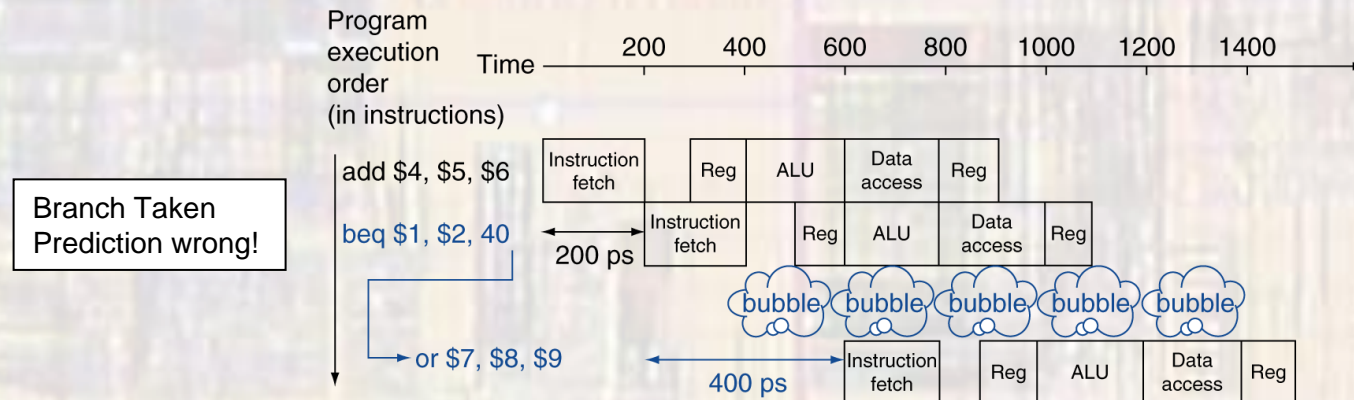 Program
execution
order
(in instructions)
Time
200 400 600 800 1000 1200 1400
Branch Taken
Prediction wrong!
add $4, $5, $6
Instruction
fetch
Reg
ALU
Data
access
Reg
beq $1, $2, 40
200 ps
Instruction
fetch
Reg
ALU
Data
access
Reg
bubble bubble bubble bubble bubble
or $7, $8, $9
400 ps
Instruction
fetch
Reg
ALU
Data
access
Reg